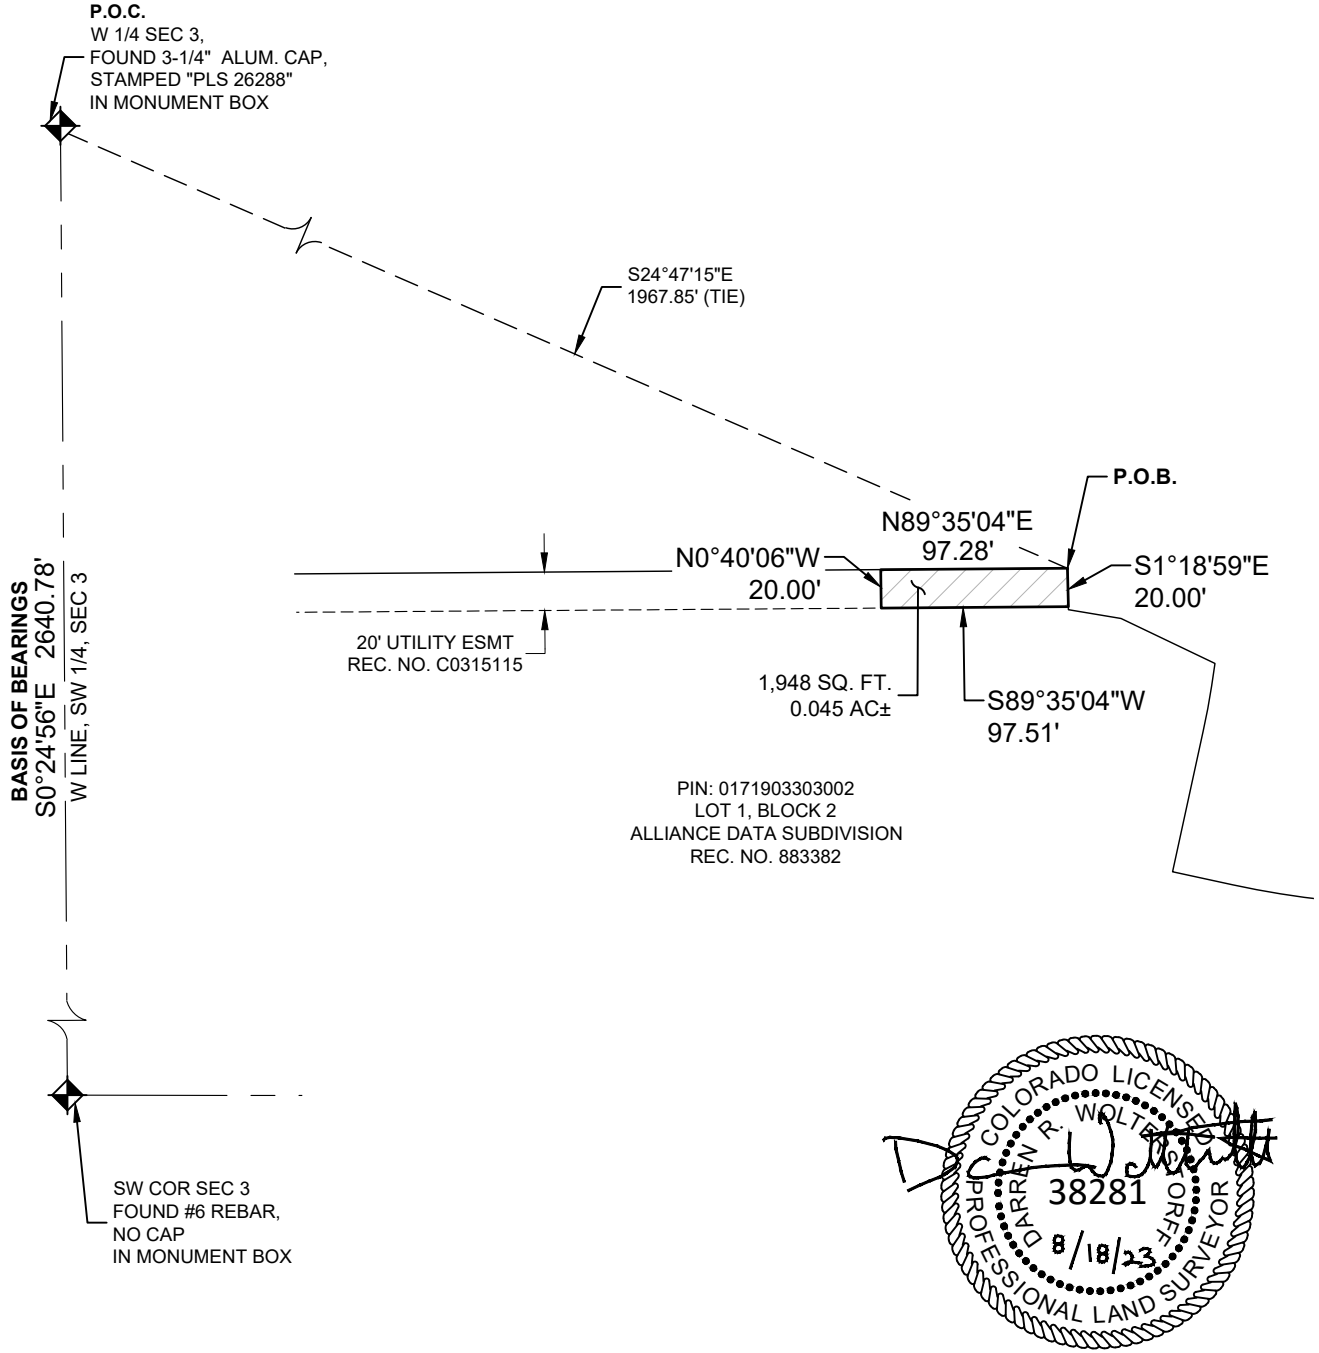 P.O.C.
W 1/4 SEC 3,
FOUND 3-1/4" ALUM. CAP,
STAMPED "PLS 26288"
IN MONUMENT BOX
S24°47'15"E
1967.85' (TIE)
P.O.B.
N89°35'04"E
97.28'
N0°40'06"W
20.00'
S1°18'59"E
20.00'
20' UTILITY ESMT
REC. NO. C0315115
1,948 SQ. FT.
0.045 AC±
S89°35'04"W
97.51'
BASIS OF BEARINGS
S0°24'56"E 2640.78'
W LINE, SW 1/4, SEC 3
PIN: 0171903303002
LOT 1, BLOCK 2
ALLIANCE DATA SUBDIVISION
REC. NO. 883382
SW COR SEC 3
FOUND #6 REBAR,
NO CAP
IN MONUMENT BOX
COLORADO LICENSED
DARREN R. WOLTERSTORFF
38281
8/18/23
PROFESSIONAL LAND SURVEYOR